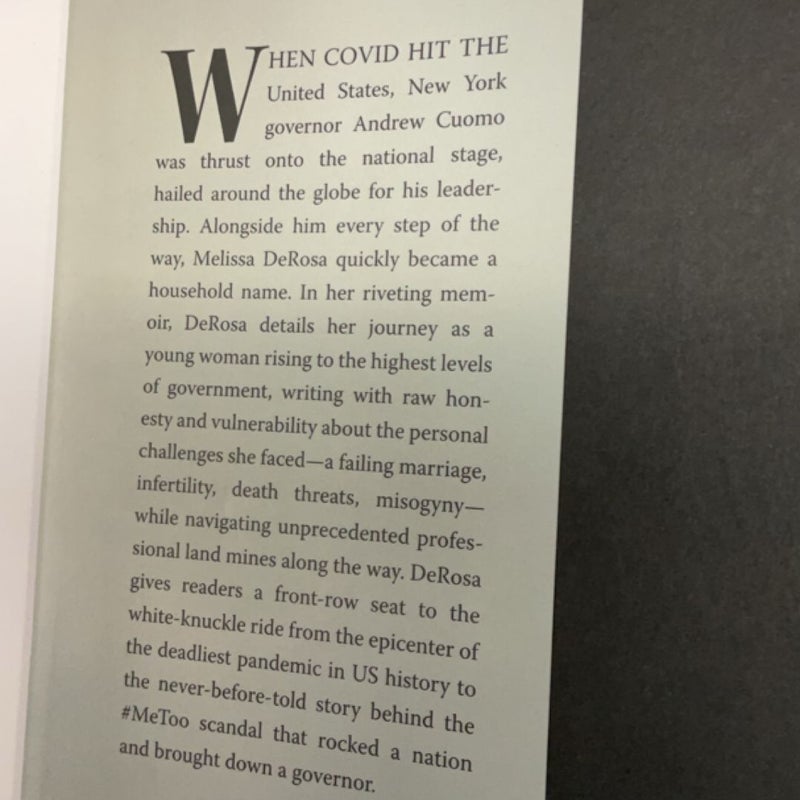 WHEN COVID HIT THE
United States, New York
governor Andrew Cuomo
was thrust onto the national stage,
hailed around the globe for his leader-
ship. Alongside him every step of the
way, Melissa DeRosa quickly became a
household name. In her riveting mem-
oir, DeRosa details her journey as a
young woman rising to the highest levels
of government, writing with raw hon-
esty and vulnerability about the personal
challenges she faced—a failing marriage,
infertility, death threats, misogyny—
while navigating unprecedented profes-
sional land mines along the way. DeRosa
gives readers a front-row seat to the
white-knuckle ride from the epicenter of
the deadliest pandemic in US history to
the never-before-told story behind the
#MeToo scandal that rocked a nation
and brought down a governor.